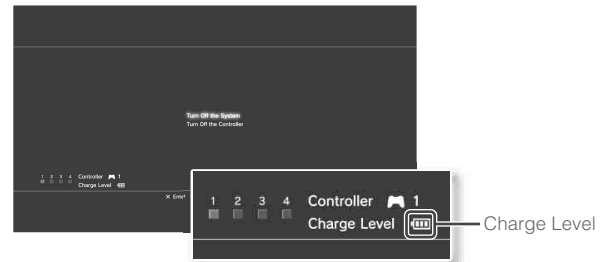 Turn Off the System
Turn Off the Controller
1 2 3 4 Controller 1
Charge Level
X Enter
1 2 3 4 Controller 1
Charge Level
Charge Level